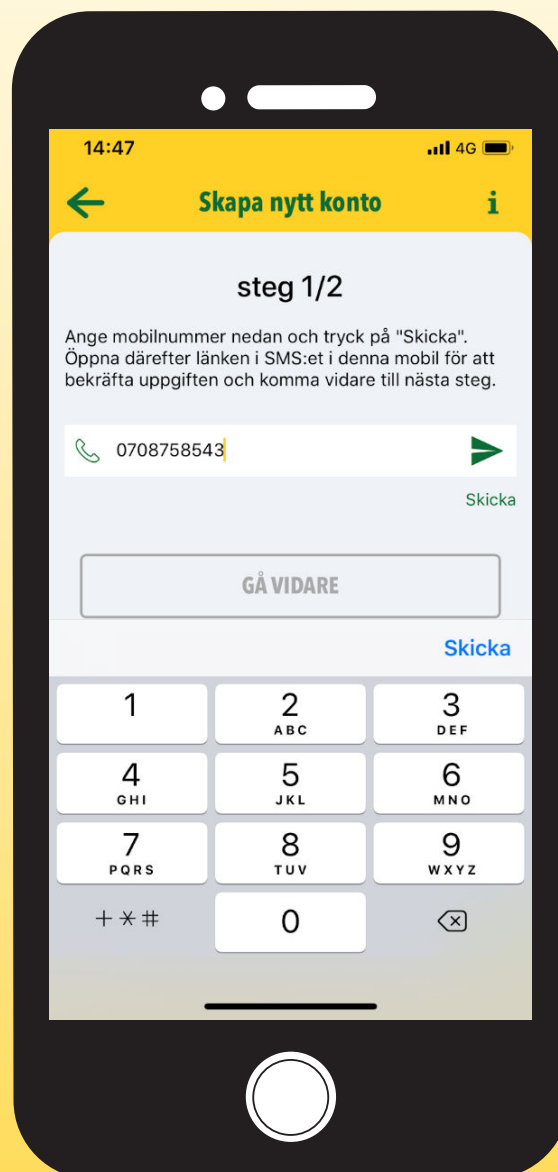 14:47 4G
Skapa nytt konto i
steg 1/2
Ange mobilnummer nedan och tryck på "Skicka".
Öppna därefter länken i SMS:et i denna mobil för att
bekräfta uppgiften och komma vidare till nästa steg.
0708758543
Skicka
GÅ VIDARE
Skicka
1 2 3
ABC DEF
4 5 6
GHI JKL MNO
7 8 9
PQRS TUV WXYZ
+*# 0